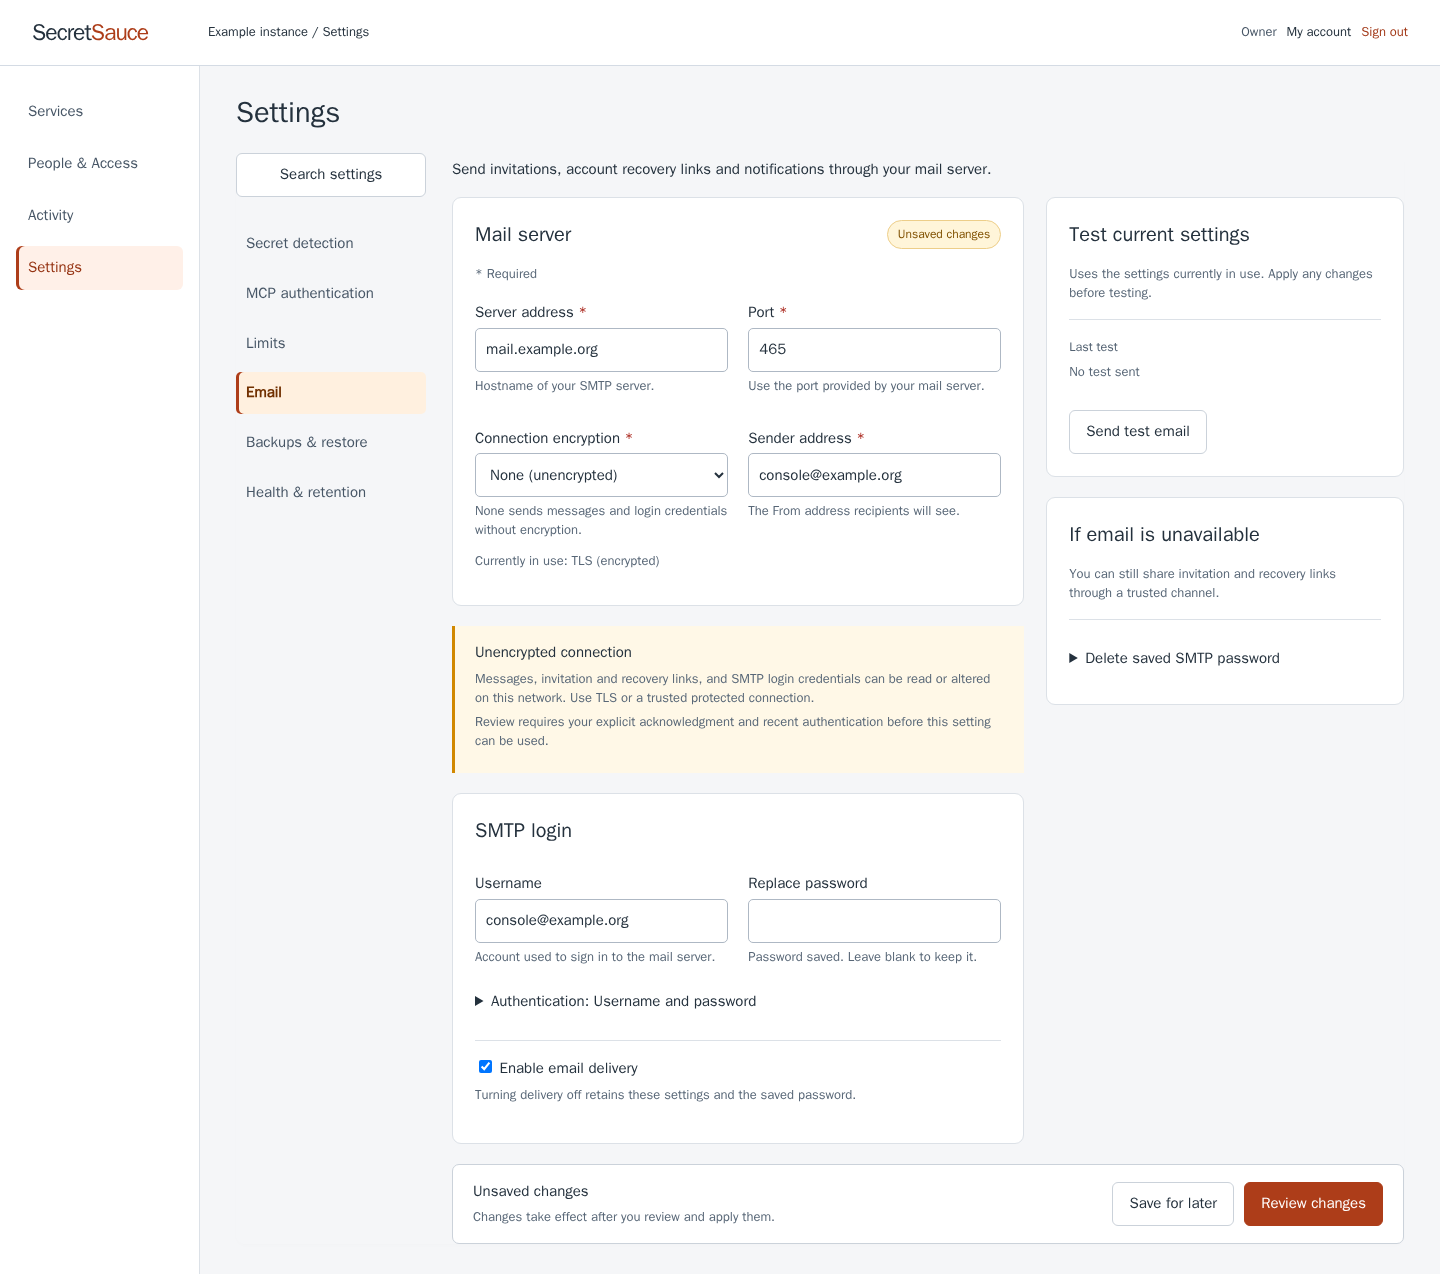 SecretSauce
Example instance / Settings
Owner My account Sign out
Services
People & Access
Activity
Settings
Settings
Search settings
Secret detection
MCP authentication
Limits
Email
Backups & restore
Health & retention
Send invitations, account recovery links and notifications through your mail server.
Mail server
Unsaved changes
* Required
Server address *
mail.example.org
Hostname of your SMTP server.
Port *
465
Use the port provided by your mail server.
Connection encryption *
None (unencrypted)
None sends messages and login credentials
without encryption.
Currently in use: TLS (encrypted)
Sender address *
console@example.org
The From address recipients will see.
Unencrypted connection
Messages, invitation and recovery links, and SMTP login credentials can be read or altered
on this network. Use TLS or a trusted protected connection.
Review requires your explicit acknowledgment and recent authentication before this setting
can be used.
SMTP login
Username
console@example.org
Account used to sign in to the mail server.
Replace password
Password saved. Leave blank to keep it.
Authentication: Username and password
Enable email delivery
Turning delivery off retains these settings and the saved password.
Test current settings
Uses the settings currently in use. Apply any changes
before testing.
Last test
No test sent
Send test email
If email is unavailable
You can still share invitation and recovery links
through a trusted channel.
Delete saved SMTP password
Unsaved changes
Changes take effect after you review and apply them.
Save for later
Review changes